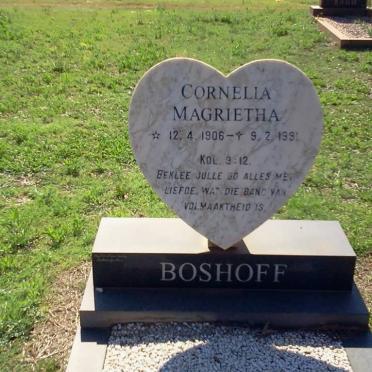 CORNELIA
MAGRIETHA
☆ 12.4.1906 - ✝ 9.2.1991
KOL. 3:12.
BEKLEE JULLE SO ALLES MET
LIEFDE, WAT DIE BAND VAN
VOLMAAKTHEID IS.
BOSHOFF